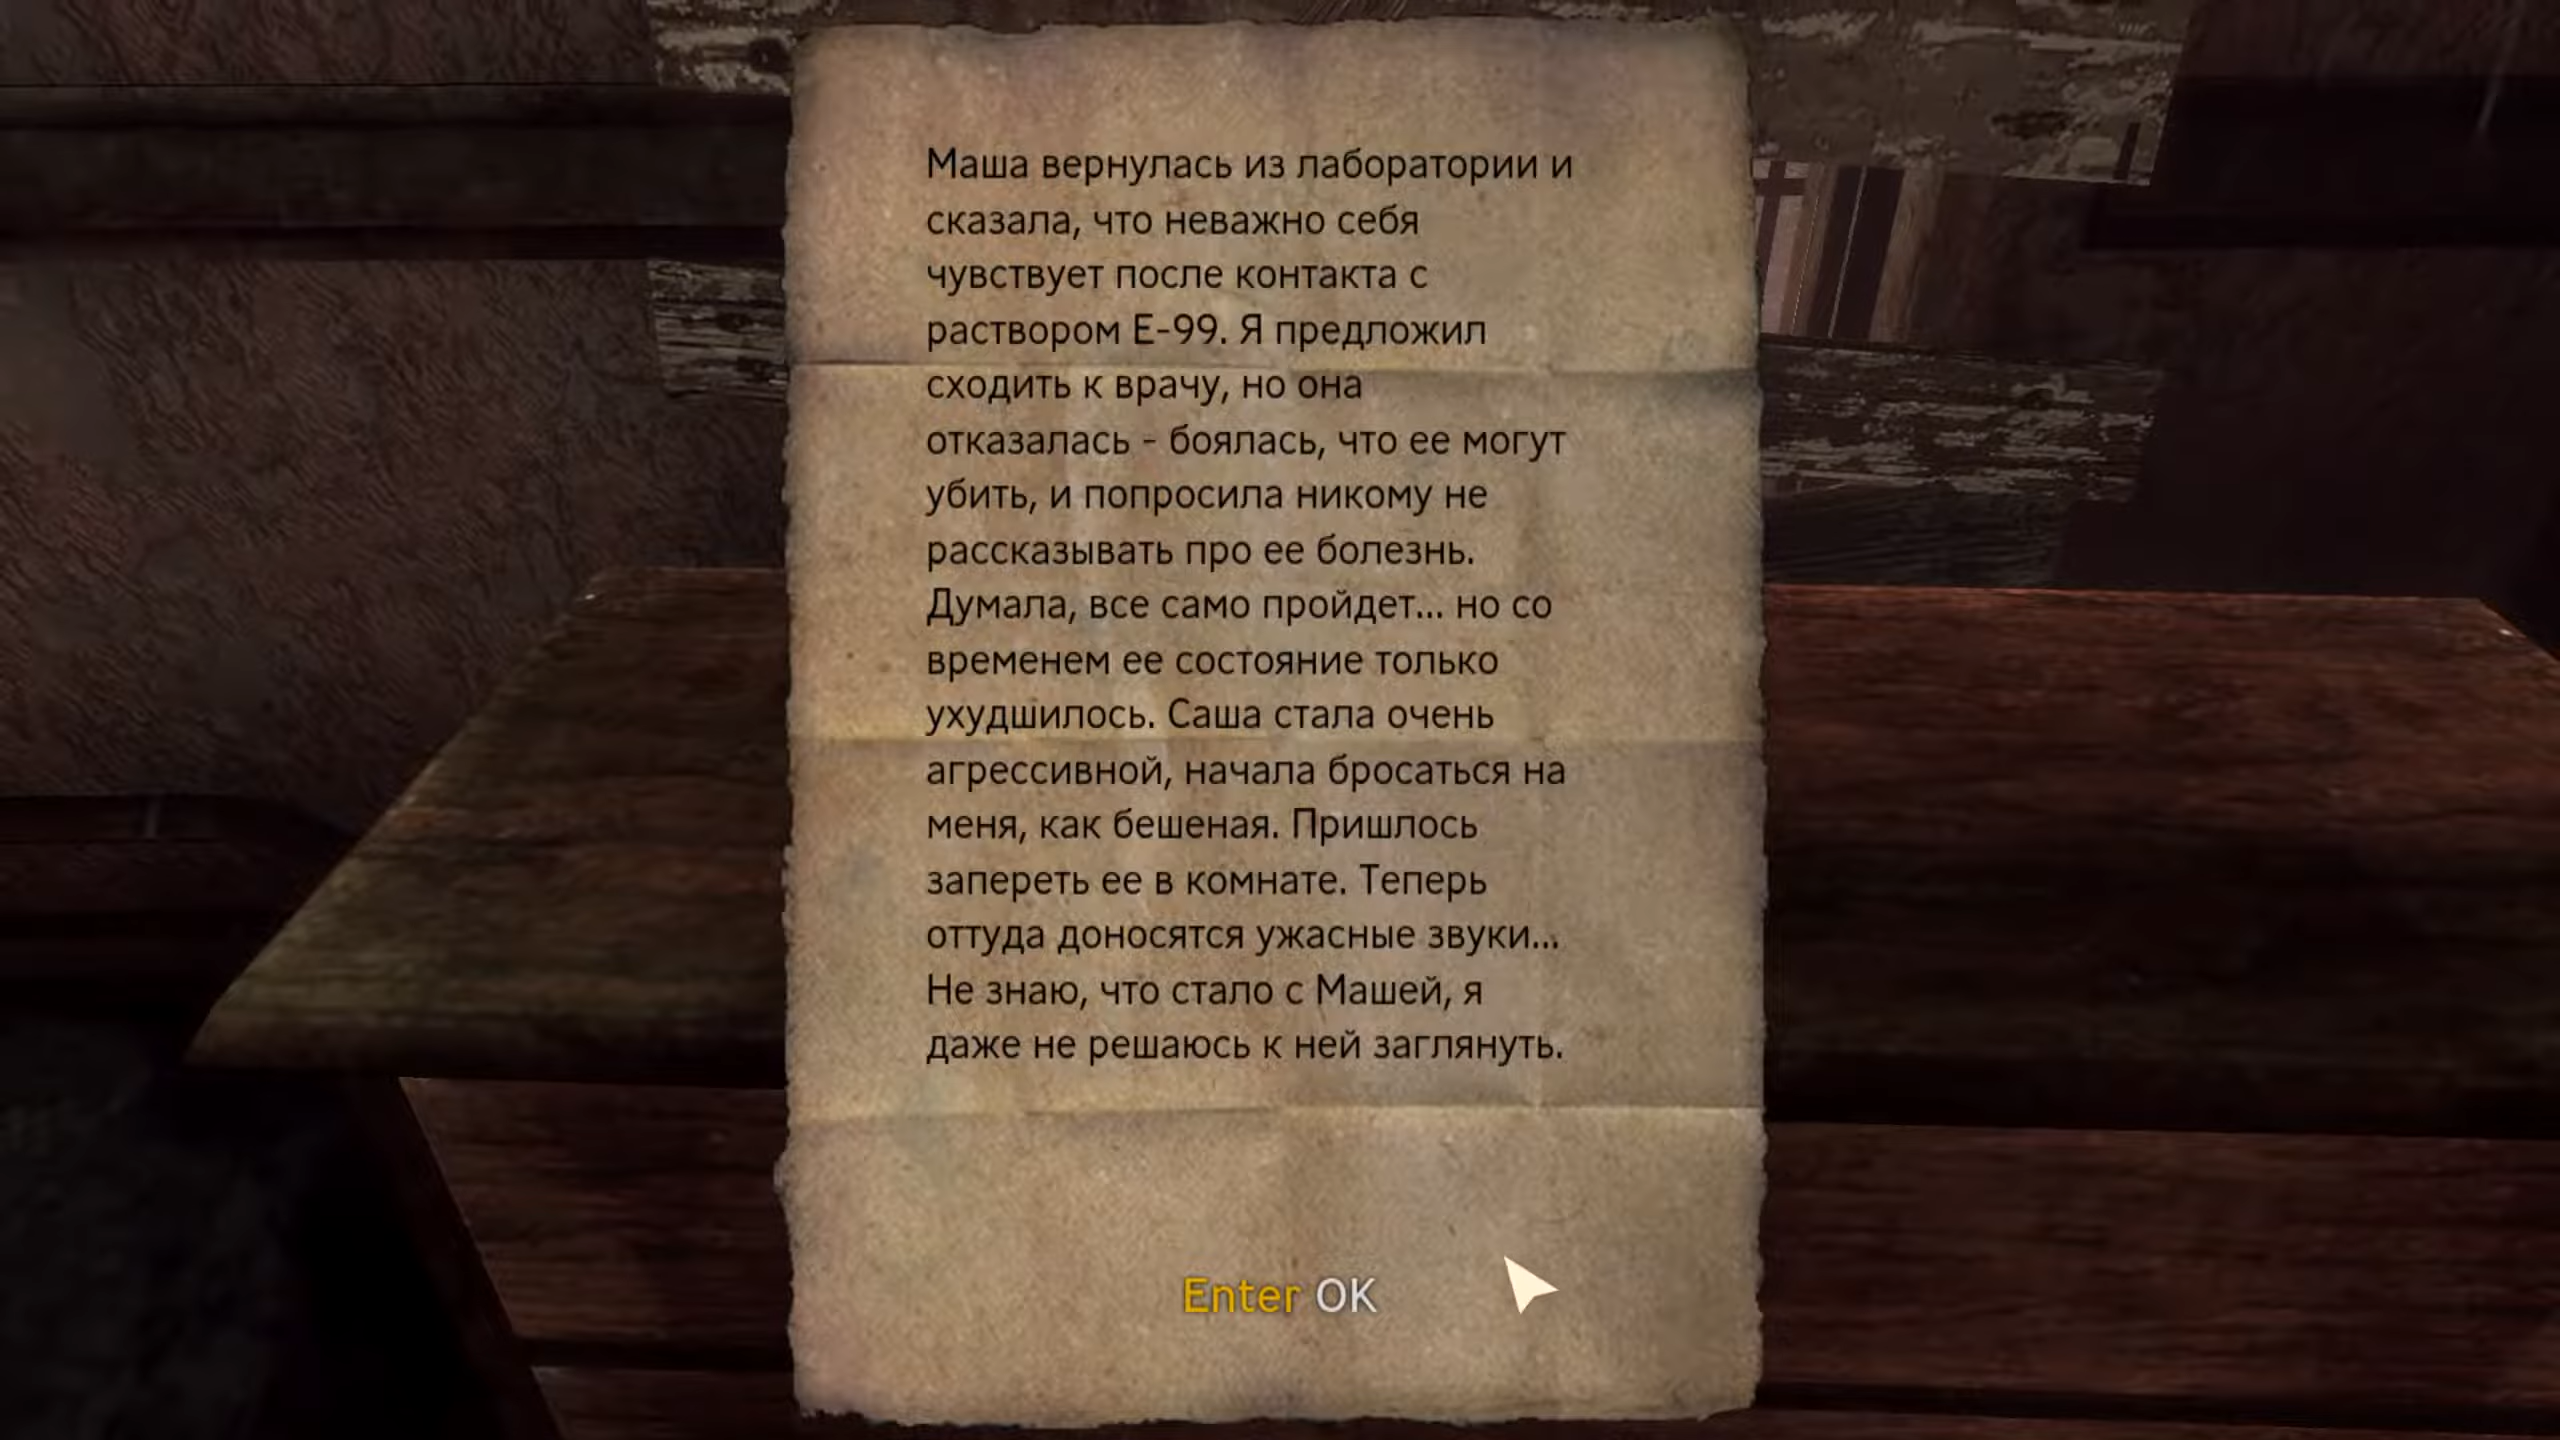 Маша вернулась из лаборатории и
сказала, что неважно себя
чувствует после контакта с
раствором Е-99. Я предложил
сходить к врачу, но она
отказалась - боялась, что ее могут
убить, и попросила никому не
рассказывать про ее болезнь.
Думала, все само пройдет... но со
временем ее состояние только
ухудшилось. Саша стала очень
агрессивной, начала бросаться на
меня, как бешеная. Пришлось
запереть ее в комнате. Теперь
оттуда доносятся ужасные звуки...
Не знаю, что стало с Машей, я
даже не решаюсь к ней заглянуть.
Enter OK